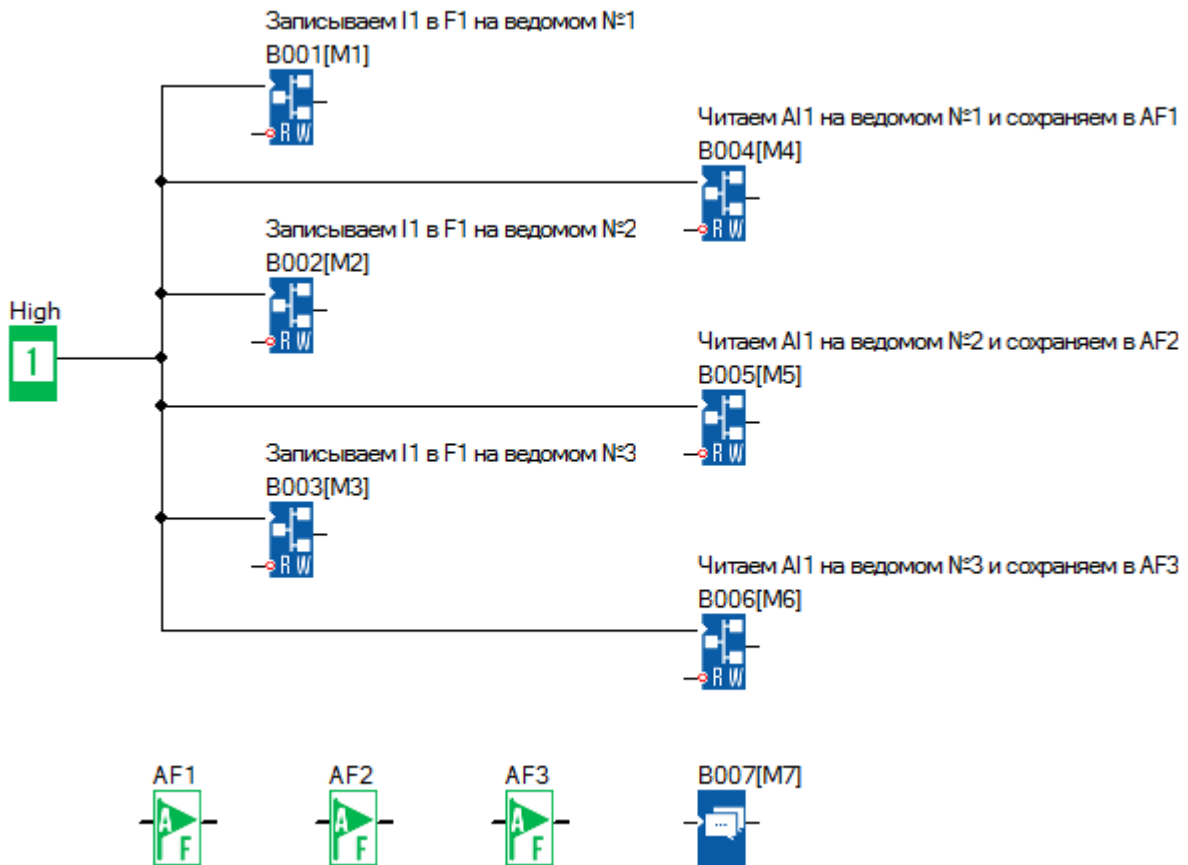 Записываем I1 в F1 на ведомом №1
B001[M1]
R W
Читаем AI1 на ведомом №1 и сохраняем в AF1
B004[M4]
R W
Записываем I1 в F1 на ведомом №2
B002[M2]
R W
High
1
Читаем AI1 на ведомом №2 и сохраняем в AF2
B005[M5]
R W
Записываем I1 в F1 на ведомом №3
B003[M3]
R W
Читаем AI1 на ведомом №3 и сохраняем в AF3
B006[M6]
R W
AF1
A
F
AF2
A
F
AF3
A
F
B007[M7]
...